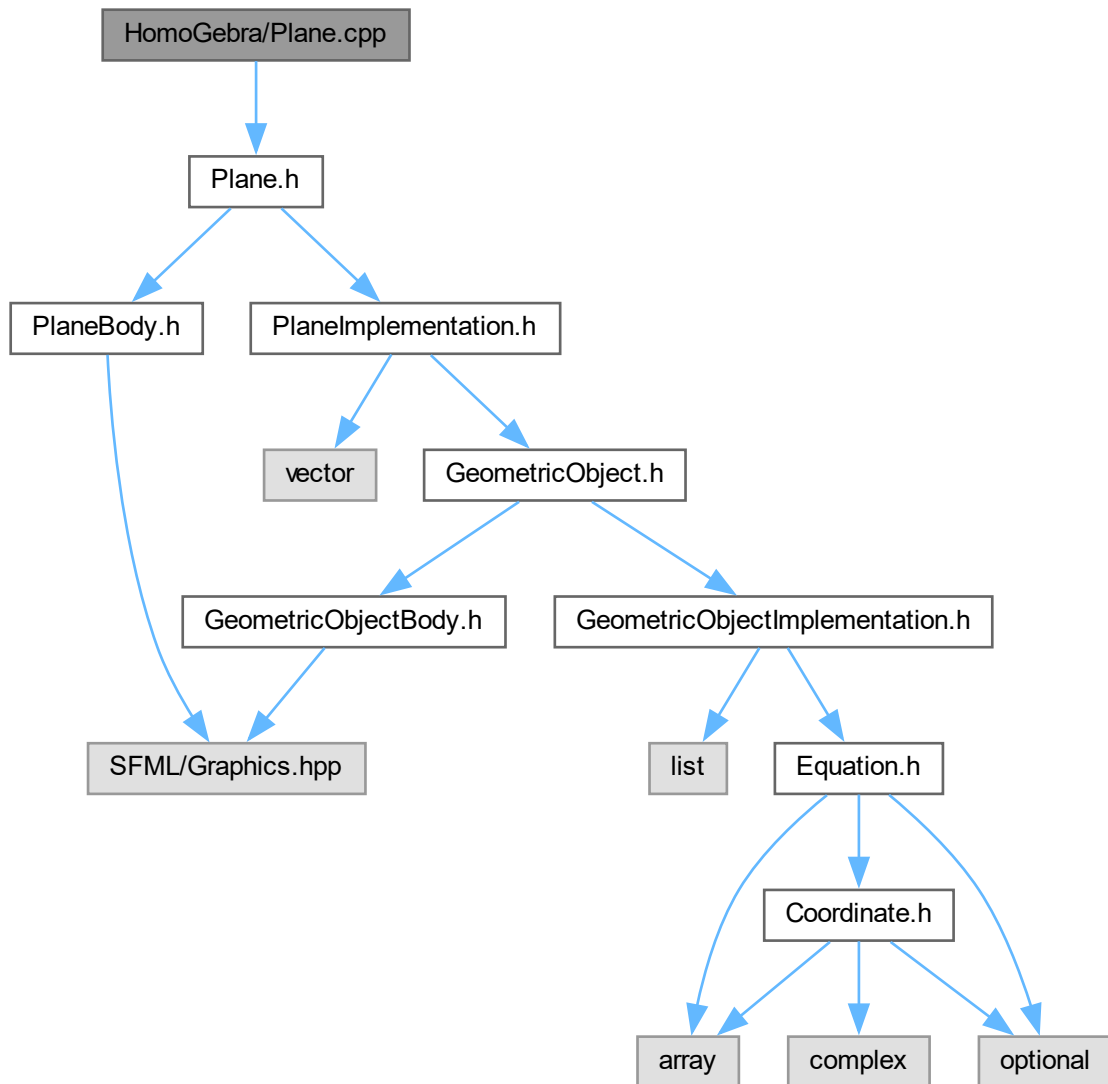 HomoGebra/Plane.cpp
Plane.h
PlaneBody.h
PlaneImplementation.h
vector
GeometricObject.h
GeometricObjectBody.h
GeometricObjectImplementation.h
SFML/Graphics.hpp
list
Equation.h
Coordinate.h
array
complex
optional